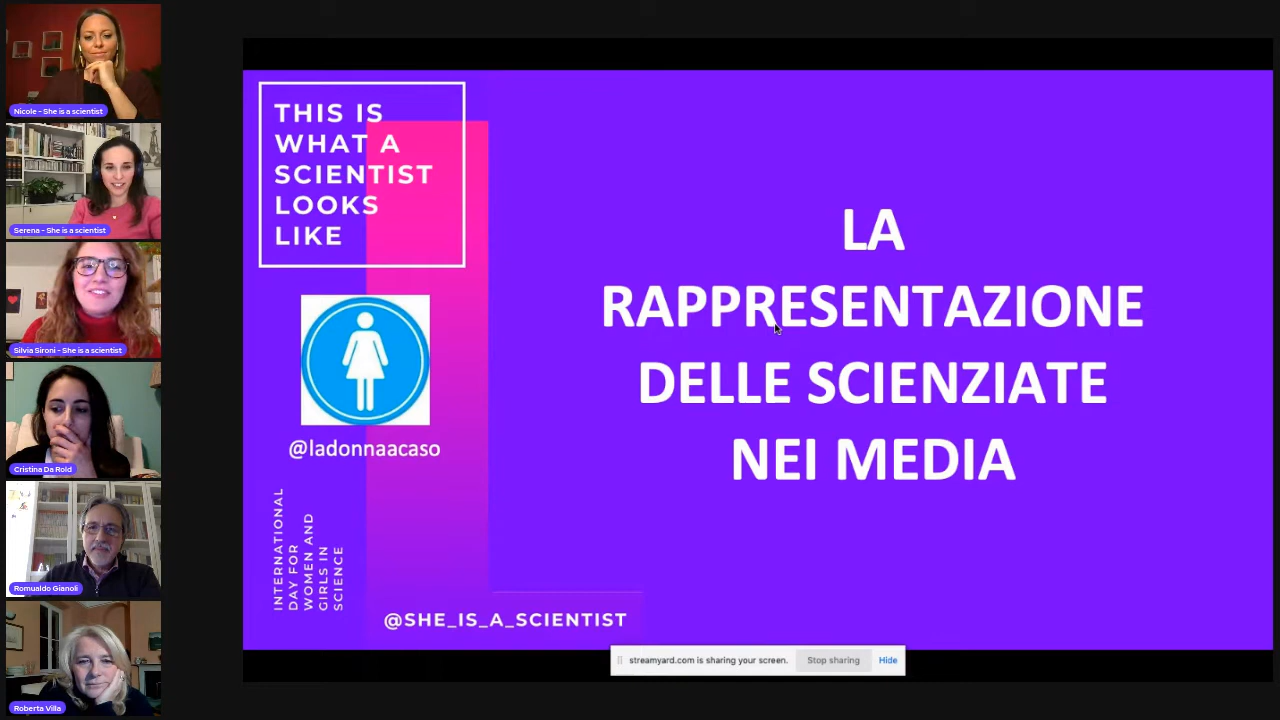 Nicole - She is a scientist
Serena - She is a scientist
Silvia Sironi - She is a scientist
Cristina Da Rold
Romualdo Gianoli
Roberta Villa
THIS IS
WHAT A
SCIENTIST
LOOKS
LIKE
@ladonnaacaso
INTERNATIONAL
DAY FOR
WOMEN AND
GIRLS IN
SCIENCE
@SHE_IS_A_SCIENTIST
LA
RAPPRESENTAZIONE
DELLE SCIENZIATE
NEI MEDIA
streamyard.com is sharing your screen.
Stop sharing
Hide